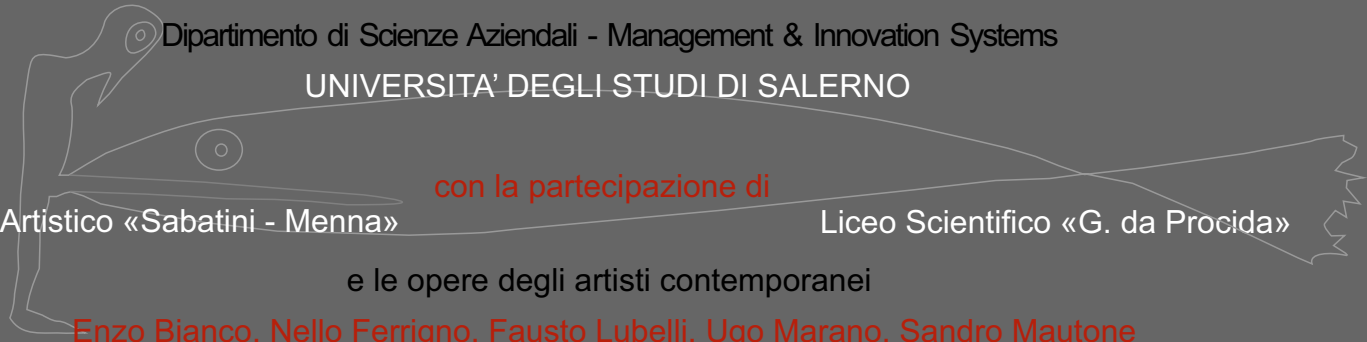 Dipartimento di Scienze Aziendali - Management & Innovation Systems
UNIVERSITA’ DEGLI STUDI DI SALERNO
con la partecipazione di
Artistico «Sabatini - Menna» Liceo Scientifico «G. da Procida»
e le opere degli artisti contemporanei
Enzo Bianco, Nello Ferrigno, Fausto Lubelli, Ugo Marano, Sandro Mautone